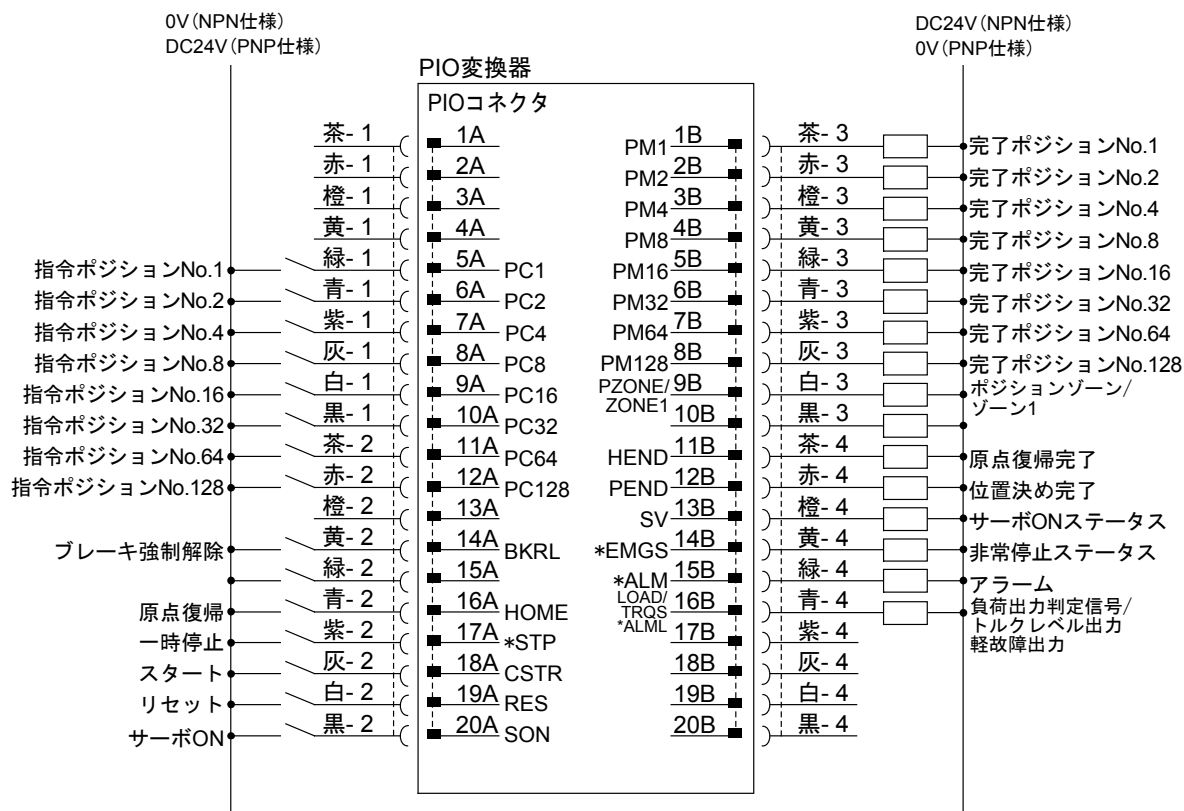 0V(NPN仕様)
DC24V(PNP仕様)
DC24V(NPN仕様)
0V(PNP仕様)
PIO変換器
PIOコネクタ
茶- 1 1A PM1 1B 茶- 3 完了ポジションNo.1
赤- 1 2A PM2 2B 赤- 3 完了ポジションNo.2
橙- 1 3A PM4 3B 橙- 3 完了ポジションNo.4
黄- 1 4A PM8 4B 黄- 3 完了ポジションNo.8
指令ポジションNo.1 緑- 1 5A PC1 PM16 5B 緑- 3 完了ポジションNo.16
指令ポジションNo.2 青- 1 6A PC2 PM32 6B 青- 3 完了ポジションNo.32
指令ポジションNo.4 紫- 1 7A PC4 PM64 7B 紫- 3 完了ポジションNo.64
指令ポジションNo.8 灰- 1 8A PC8 PM128 8B 灰- 3 完了ポジションNo.128
指令ポジションNo.16 白- 1 9A PC16 PZONE/ 9B 白- 3 ポジションゾーン/
ZONE1 ゾーン1
指令ポジションNo.32 黒- 1 10A PC32 10B 黒- 3
指令ポジションNo.64 茶- 2 11A PC64 HEND 11B 茶- 4 原点復帰完了
指令ポジションNo.128 赤- 2 12A PC128 PEND 12B 赤- 4 位置決め完了
橙- 2 13A SV 13B 橙- 4 サーボONステータス
ブレーキ強制解除 黄- 2 14A BKRL *EMGS 14B 黄- 4 非常停止ステータス
緑- 2 15A *ALM 15B 緑- 4 アラーム
原点復帰 青- 2 16A HOME LOAD/ 16B 青- 4 負荷出力判定信号/
TRQS トルクレベル出力
*ALML 軽故障出力
一時停止 紫- 2 17A *STP 17B 紫- 4
スタート 灰- 2 18A CSTR 18B 灰- 4
リセット 白- 2 19A RES 19B 白- 4
サーボON 黒- 2 20A SON 20B 黒- 4